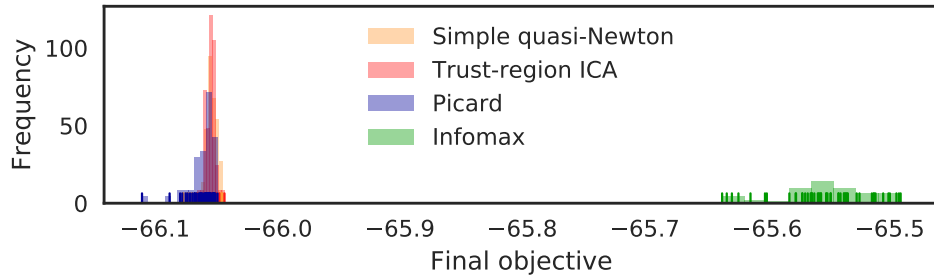 Frequency
100
50
0
Simple quasi-Newton
Trust-region ICA
Picard
Infomax
−66.1 −66.0 −65.9 −65.8 −65.7 −65.6 −65.5
Final objective